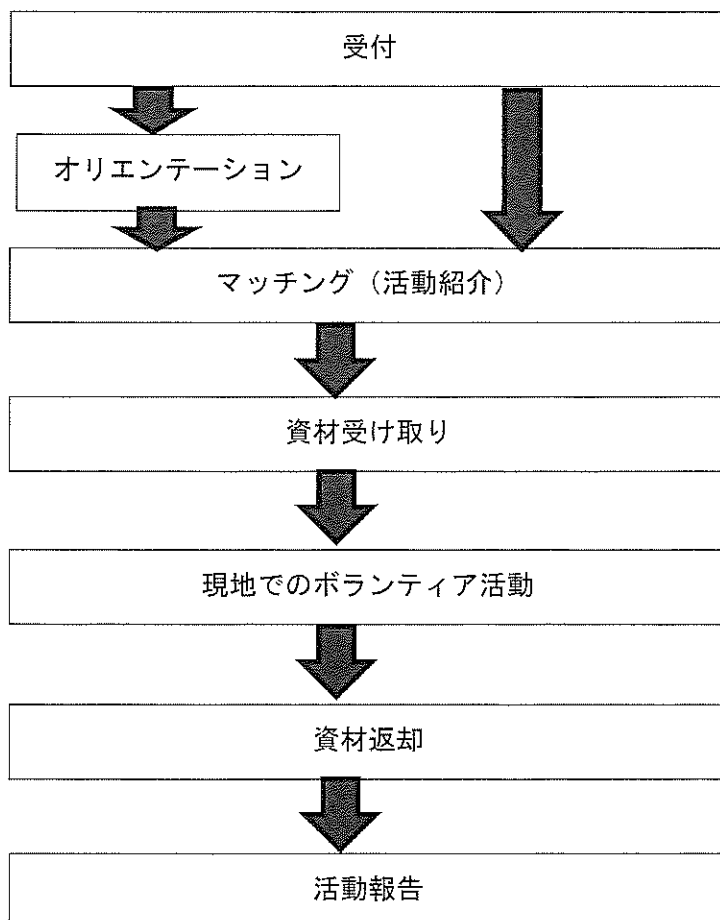 受付
オリエンテーション
マッチング（活動紹介）
資材受け取り
現地でのボランティア活動
資材返却
活動報告